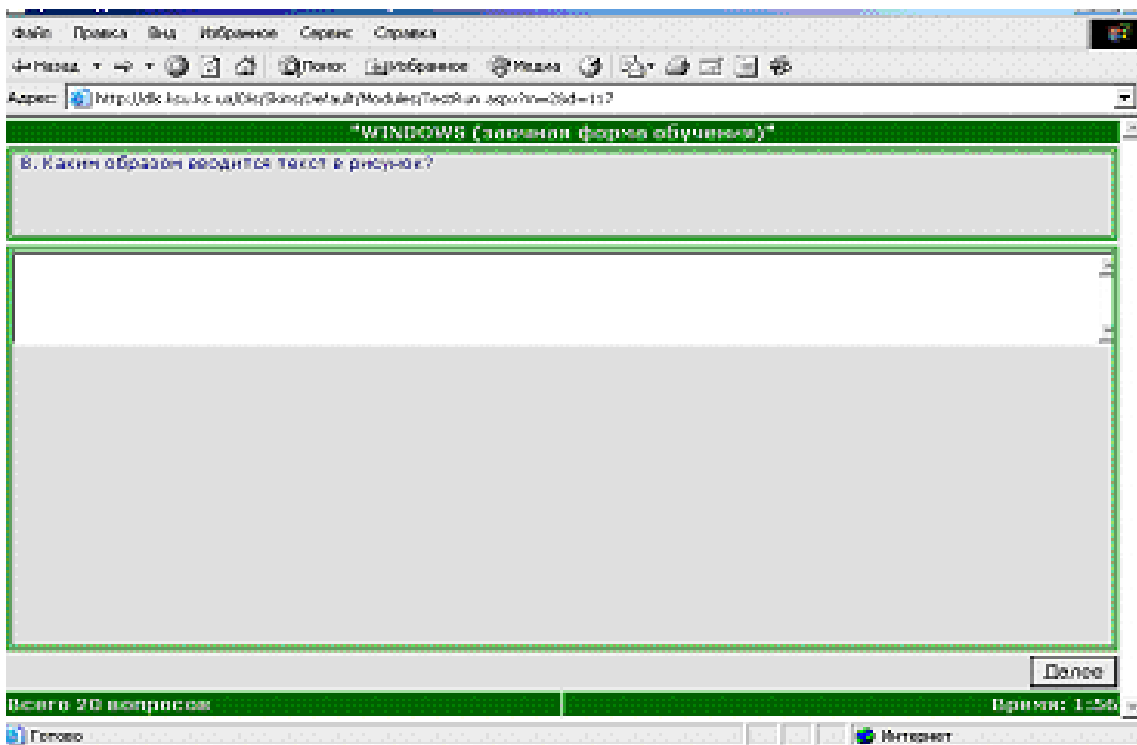 Файл Правка Вид Избранное Сервис Справка
Назад Поиск Избранное Медиа
Адрес:
"WINDOWS (заочная форма обучения)"
8. Каким образом вводится текст в рисунок?
Далее
Всего 20 вопросов Время: 1:56
Готово Интернет